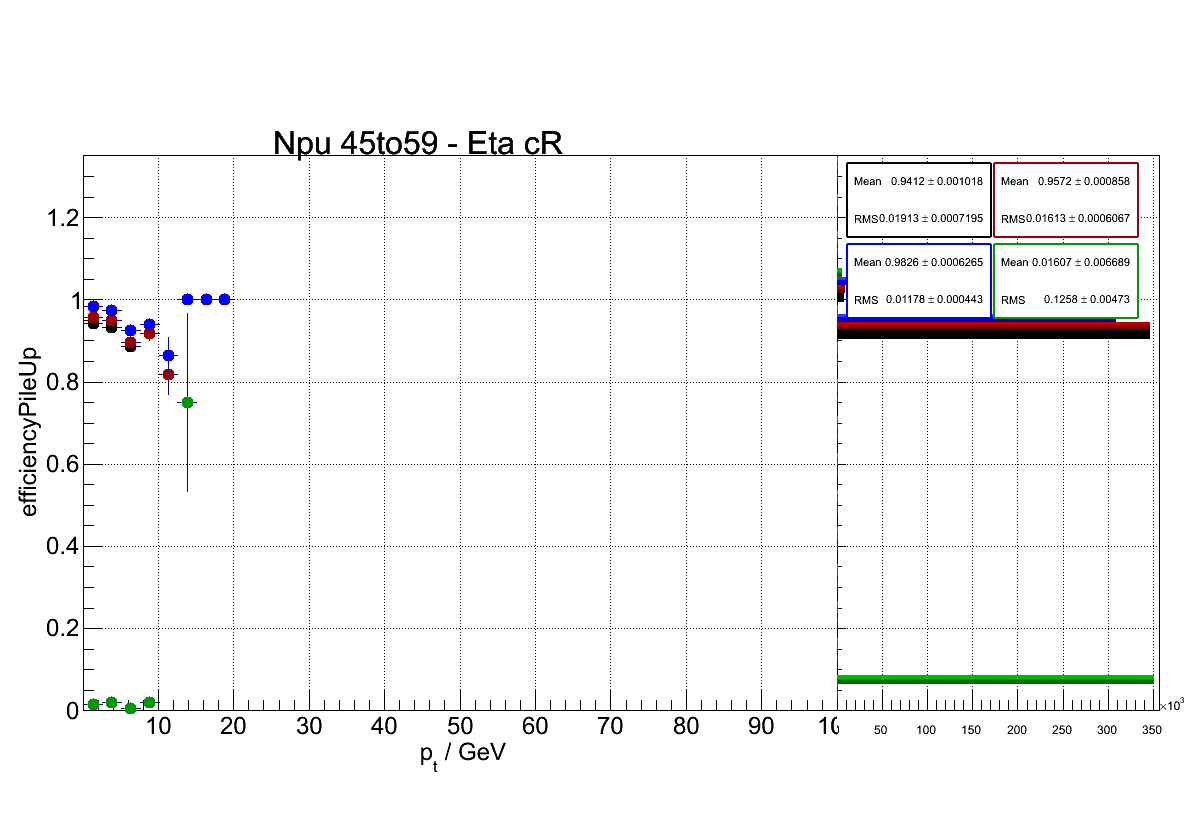 Npu 45to59 - Eta cR
efficiencyPileUp
1.2
1
0.8
0.6
0.4
0.2
0
10 20 30 40 50 60 70 80 90
p_t / GeV
Mean 0.9412 ± 0.001018
RMS 0.01913 ± 0.0007195
Mean 0.9572 ± 0.000858
RMS 0.01613 ± 0.0006067
Mean 0.9826 ± 0.0006265
RMS 0.01178 ± 0.000443
Mean 0.01607 ± 0.006689
RMS 0.1258 ± 0.00473
50 100 150 200 250 300 350
×10³